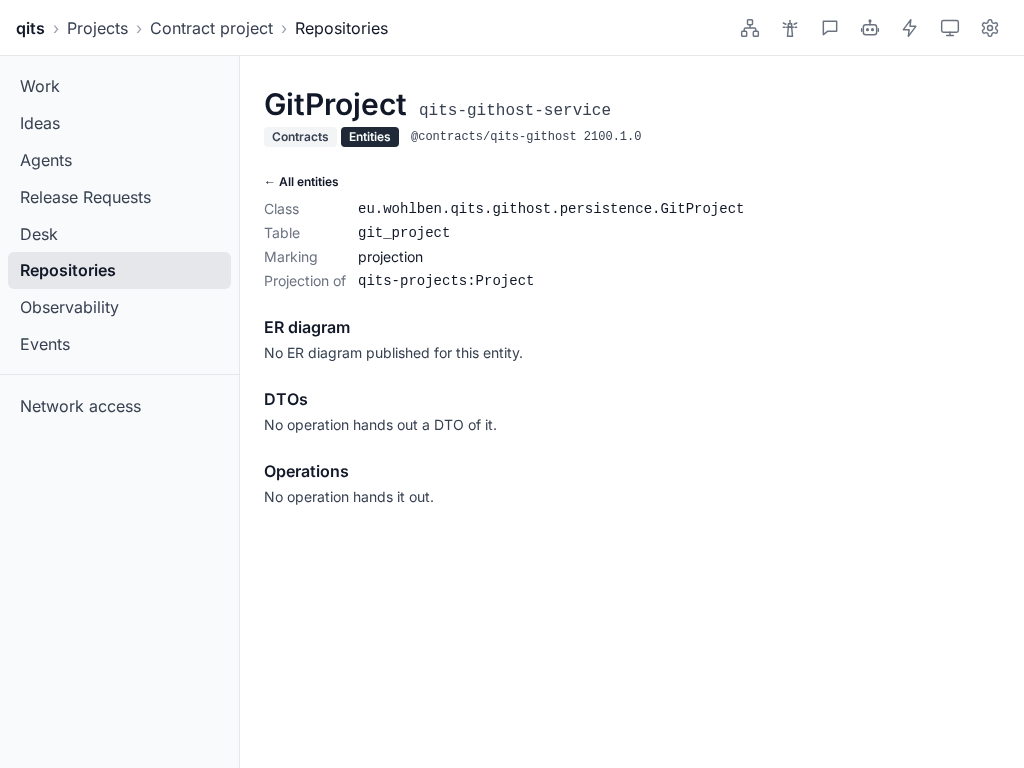 qits › Projects › Contract project › Repositories
Work
Ideas
Agents
Release Requests
Desk
Repositories
Observability
Events
Network access
GitProject qits-githost-service
Contracts Entities @contracts/qits-githost 2100.1.0
← All entities
Class eu.wohlben.qits.githost.persistence.GitProject
Table git_project
Marking projection
Projection of qits-projects:Project
ER diagram
No ER diagram published for this entity.
DTOs
No operation hands out a DTO of it.
Operations
No operation hands it out.